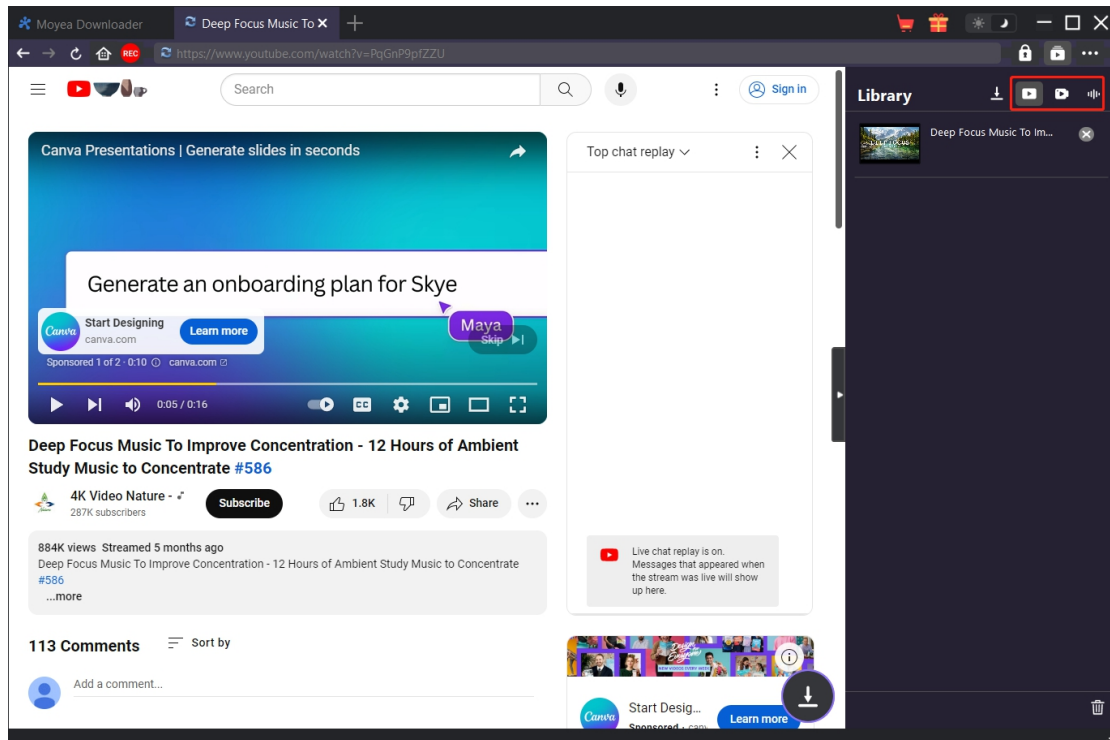 Moyea Downloader
Deep Focus Music To
REC
https://www.youtube.com/watch?v=PqGnP9pfZZU
Search
Sign in
Library
Deep Focus Music To Im...
Canva Presentations | Generate slides in seconds
Generate an onboarding plan for Skye
Maya
Canva
Start Designing
canva.com
Learn more
Skip
Sponsored 1 of 2 · 0:10
canva.com
0:05 / 0:16
CC
Top chat replay
Live chat replay is on.
Messages that appeared when
the stream was live will show
up here.
Deep Focus Music To Improve Concentration - 12 Hours of Ambient
Study Music to Concentrate #586
4K Video Nature -
287K subscribers
Subscribe
1.8K
Share
884K views Streamed 5 months ago
Deep Focus Music To Improve Concentration - 12 Hours of Ambient Study Music to Concentrate
#586
...more
113 Comments
Sort by
Add a comment...
Canva
Start Desig...
Sponsored · canv
Learn more